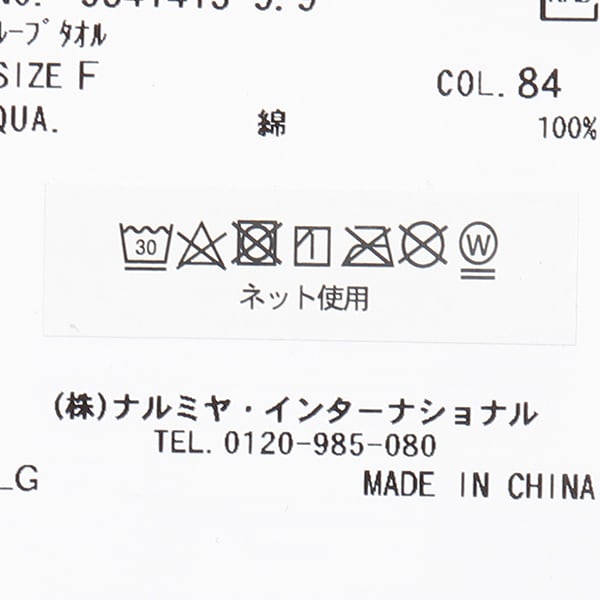 ループタオル
SIZE F
COL. 84
QUA.
綿
100%
30
W
ネット使用
(株)ナルミヤ・インターナショナル
TEL. 0120-985-080
LG
MADE IN CHINA